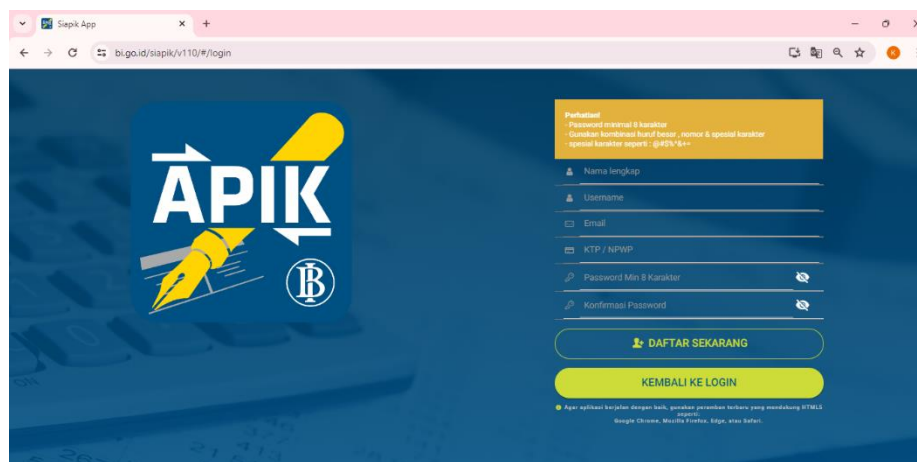 Siepik App
bi.go.id/siapik/v110/#/login
K
APIK
Perhatian!
- Password minimal 8 karakter
- Gunakan kombinasi huruf besar , nomor & spesial karakter
- spesial karakter seperti : @#$%^&+=
Nama lengkap
Username
Email
KTP / NPWP
Password Min 8 Karakter
Konfirmasi Password
DAFTAR SEKARANG
KEMBALI KE LOGIN
Agar aplikasi berjalan dengan baik, gunakan peramban terbaru yang mendukung HTML5
seperti:
Google Chrome, Mozilla Firefox, Edge, atau Safari.